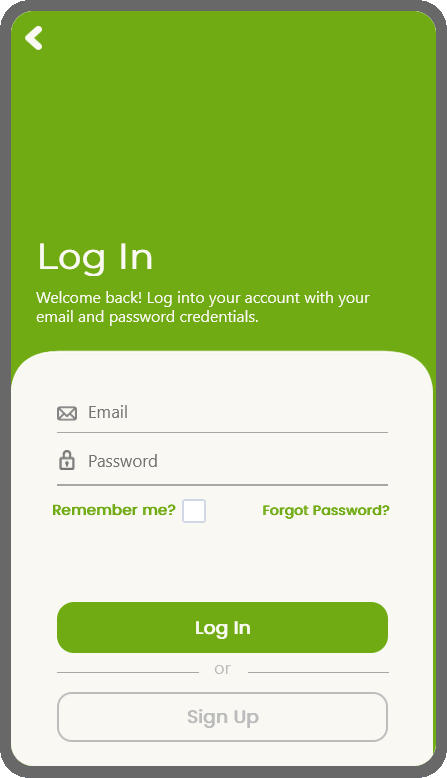 Log In
Welcome back! Log into your account with your
email and password credentials.
Email
Password
Remember me?
Forgot Password?
Log In
or
Sign Up